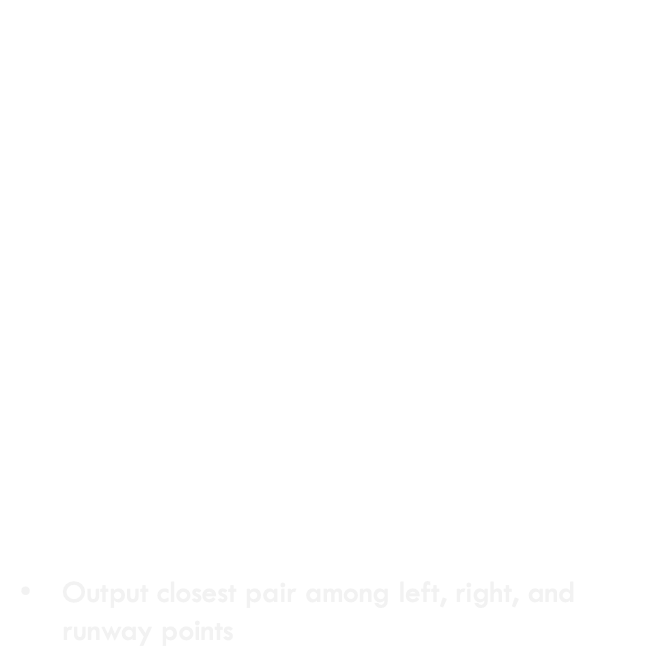 • Output closest pair among left, right, and
runway points